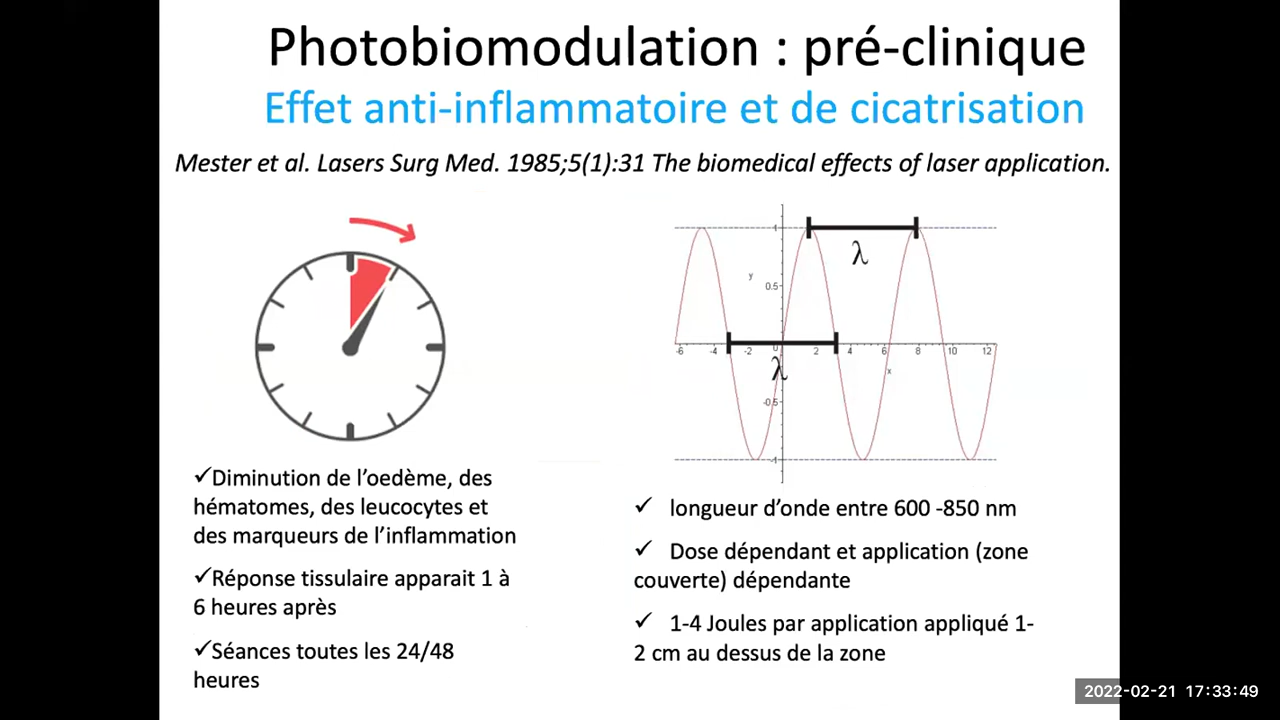 Photobiomodulation : pré-clinique
Effet anti-inflammatoire et de cicatrisation
Mester et al. Lasers Surg Med. 1985;5(1):31 The biomedical effects of laser application.
1
λ
y
0.5
-6 -4 -2 0 2 4 6 8 10 12
x
λ
-0.5
-1
✓Diminution de l’oedème, des
hématomes, des leucocytes et
des marqueurs de l’inflammation
✓Réponse tissulaire apparait 1 à
6 heures après
✓Séances toutes les 24/48
heures
✓ longueur d’onde entre 600 -850 nm
✓ Dose dépendant et application (zone
couverte) dépendante
✓ 1-4 Joules par application appliqué 1-
2 cm au dessus de la zone
2022-02-21 17:33:49